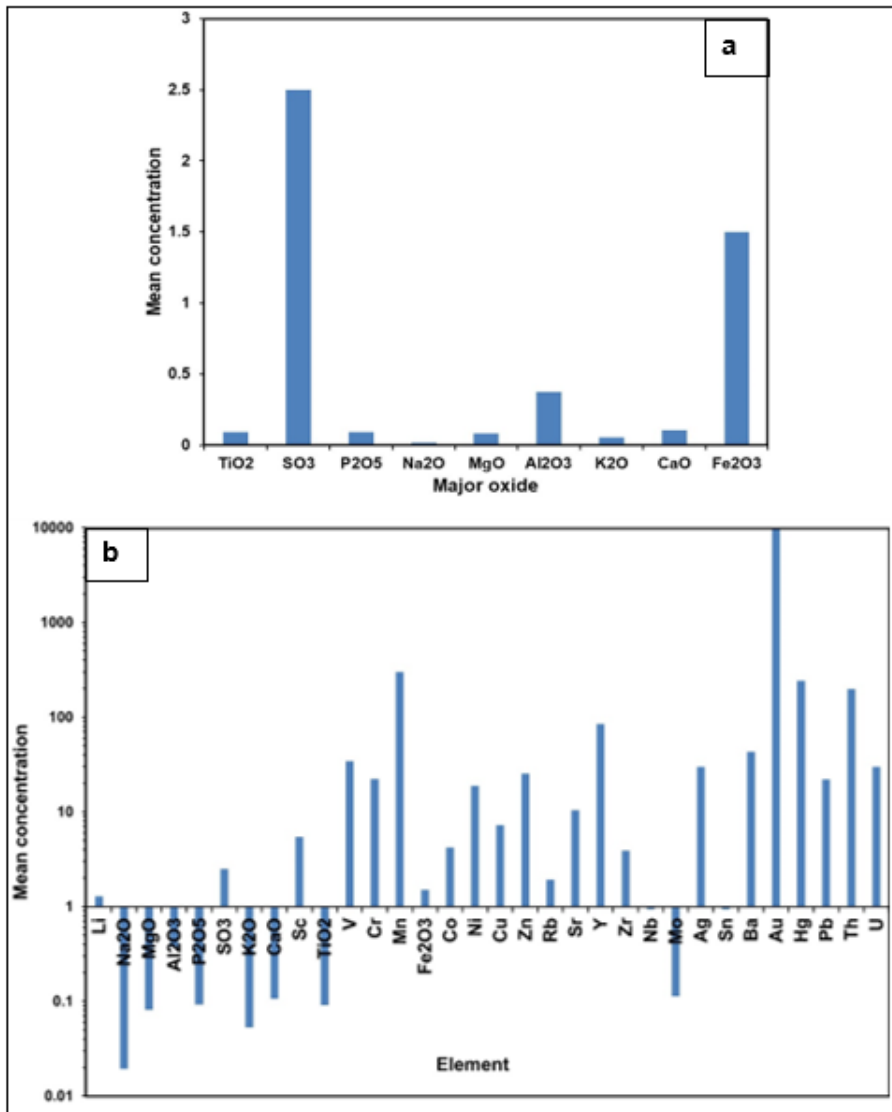 a
3
2.5
2
1.5
1
0.5
0
Mean concentration
TiO2 SO3 P2O5 Na2O MgO Al2O3 K2O CaO Fe2O3
Major oxide
b
10000
1000
100
10
1
0.1
0.01
Mean concentration
Li Na2O MgO Al2O3 P2O5 SO3 K2O CaO Sc TiO2 V Cr Mn Fe2O3 Co Ni Cu Zn Rb Sr Y Zr Nb Mo Ag Sn Ba Au Hg Pb Th U
Element